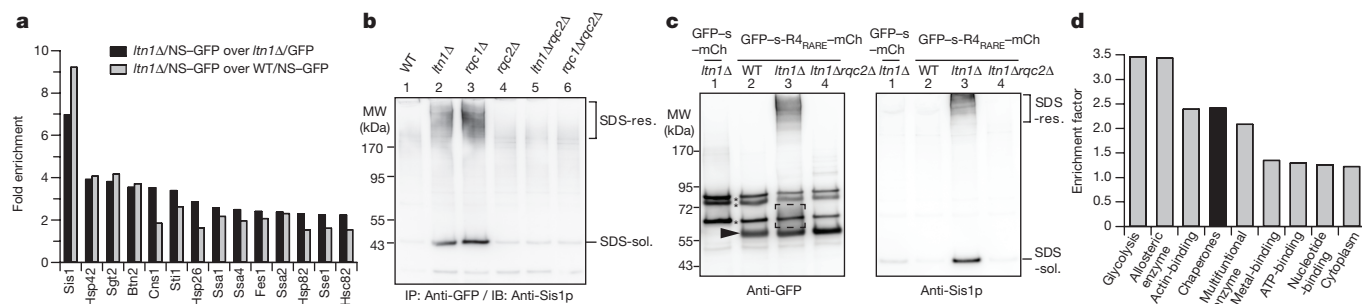 a
ltn1Δ/NS–GFP over ltn1Δ/GFP
ltn1Δ/NS–GFP over WT/NS–GFP
Fold enrichment
10
8
6
4
2
0
Sis1
Hsp42
Sgt2
Btn2
Cns1
Sti1
Hsp26
Ssa1
Ssa4
Fes1
Ssa2
Hsp82
Sse1
Hsc82
b
WT
ltn1Δ
rqc1Δ
rqc2Δ
ltn1Δrqc2Δ
rqc1Δrqc2Δ
1 2 3 4 5 6
MW
(kDa)
170
95
55
43
SDS-res.
SDS-sol.
IP: Anti-GFP / IB: Anti-Sis1p
c
GFP–s
–mCh
GFP–s-R4RARE–mCh
ltn1Δ WT ltn1Δ ltn1Δrqc2Δ
1 2 3 4
MW
(kDa)
170
95
72
55
43
Anti-GFP
GFP–s
–mCh
GFP–s-R4RARE–mCh
ltn1Δ WT ltn1Δ ltn1Δrqc2Δ
1 2 3 4
SDS
-res.
SDS
-sol.
Anti-Sis1p
d
Enrichment factor
3.5
3.0
2.5
2.0
1.5
1.0
0.5
0
Glycolysis
Allosteric
enzyme
Actin-binding
Chaperones
Multifuntional
enzyme
Metal-binding
ATP-binding
Nucleotide
-binding
Cytoplasm